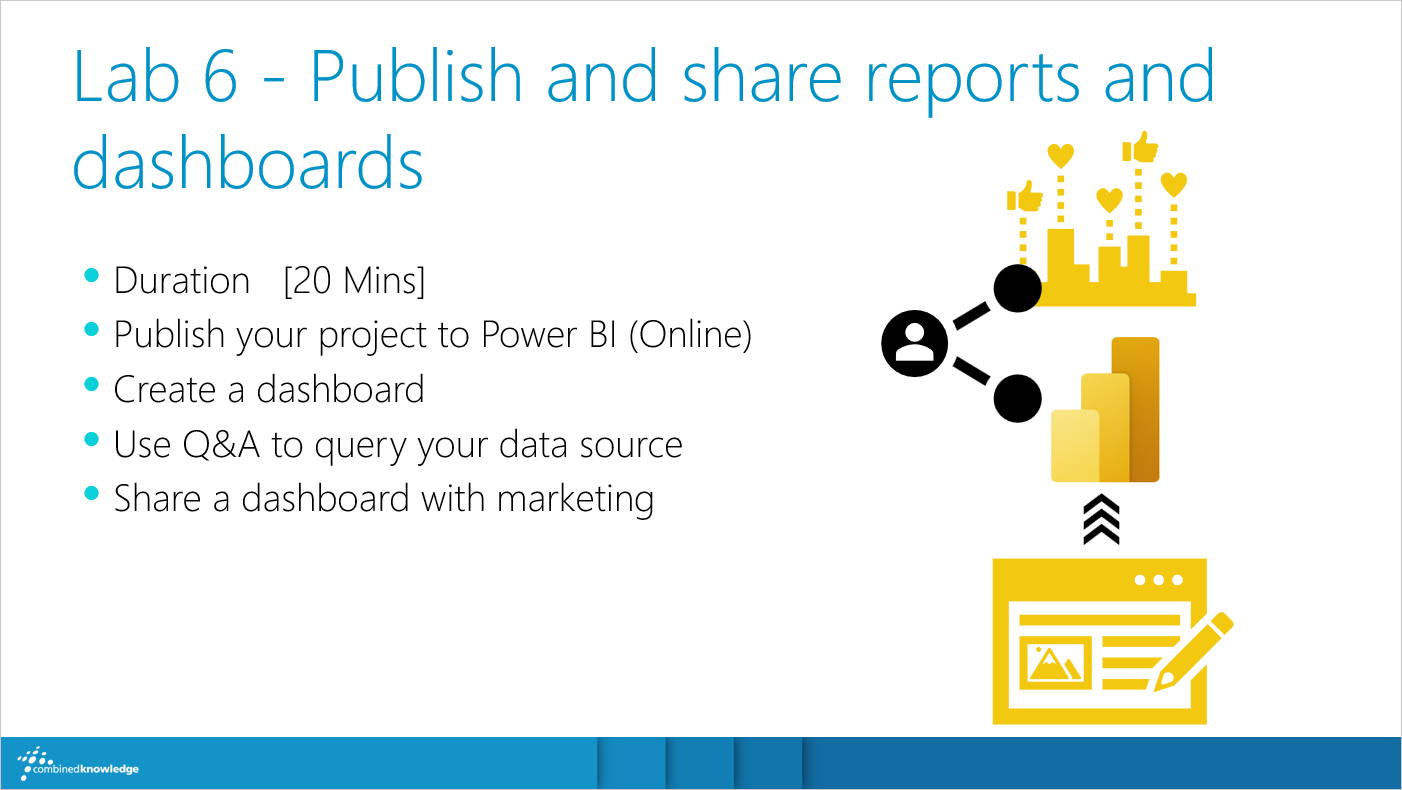 Lab 6 - Publish and share reports and
dashboards
• Duration [20 Mins]
• Publish your project to Power BI (Online)
• Create a dashboard
• Use Q&A to query your data source
• Share a dashboard with marketing
combinedknowledge